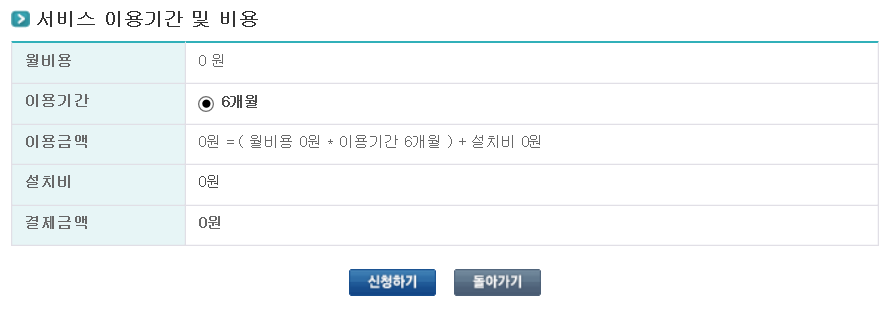 서비스 이용기간 및 비용
월비용 0 원
이용기간 6개월
이용금액 0원 =( 월비용 0원 * 이용기간 6개월 ) + 설치비 0원
설치비 0원
결제금액 0원
신청하기 돌아가기